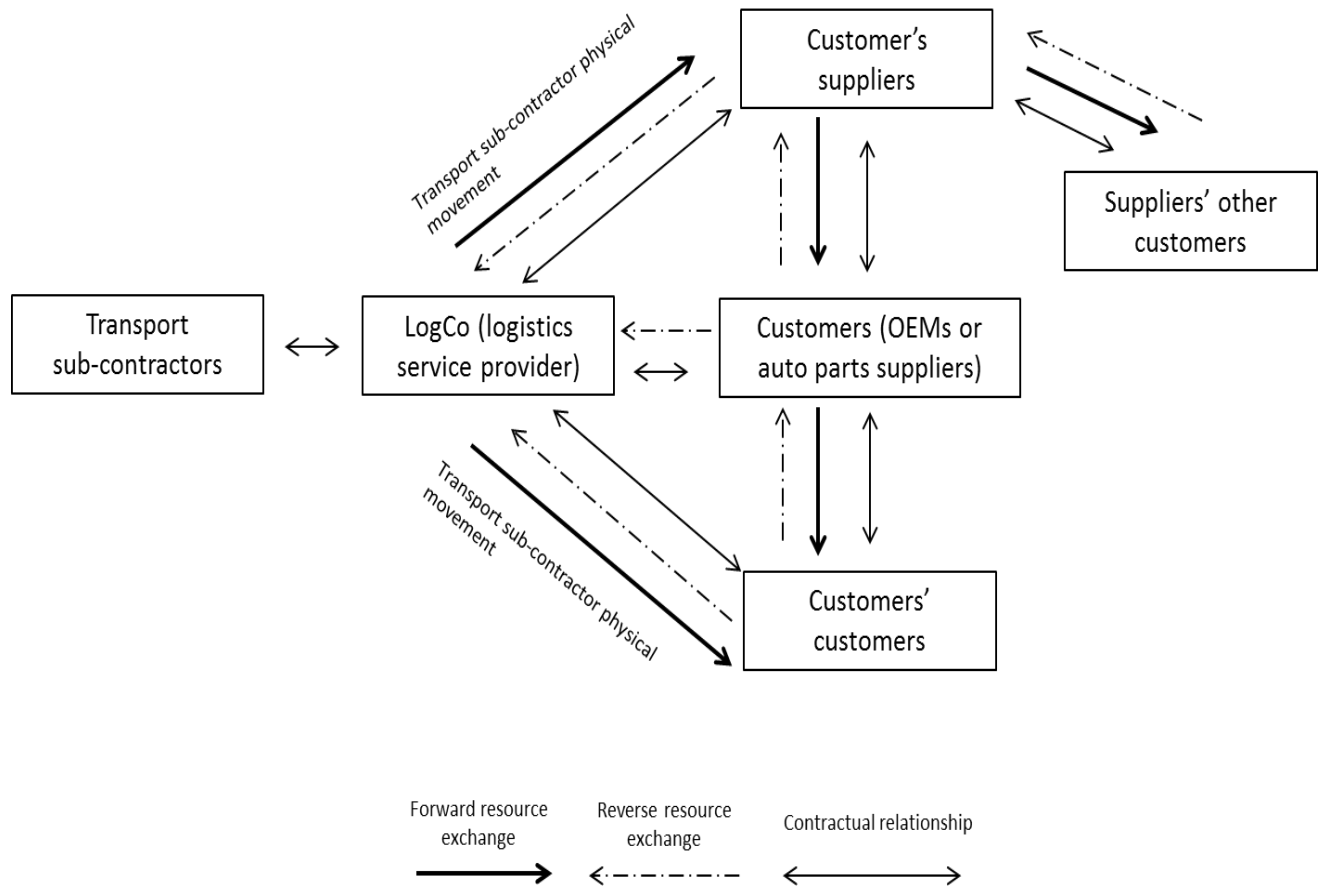 Customer’s
suppliers
Transport sub-contractor physical
movement
Suppliers’ other
customers
Transport
sub-contractors
LogCo (logistics
service provider)
Customers (OEMs or
auto parts suppliers)
Transport sub-contractor physical
movement
Customers’
customers
Forward resource
exchange
Reverse resource
exchange
Contractual relationship